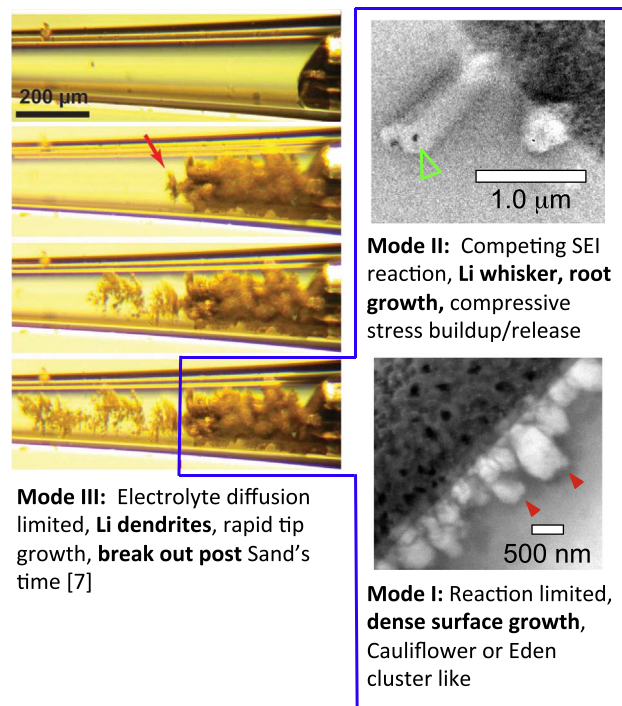 200 µm
Mode III: Electrolyte diffusion
limited, Li dendrites, rapid tip
growth, break out post Sand's
time [7]
1.0 µm
Mode II: Competing SEI
reaction, Li whisker, root
growth, compressive
stress buildup/release
500 nm
Mode I: Reaction limited,
dense surface growth,
Cauliflower or Eden
cluster like